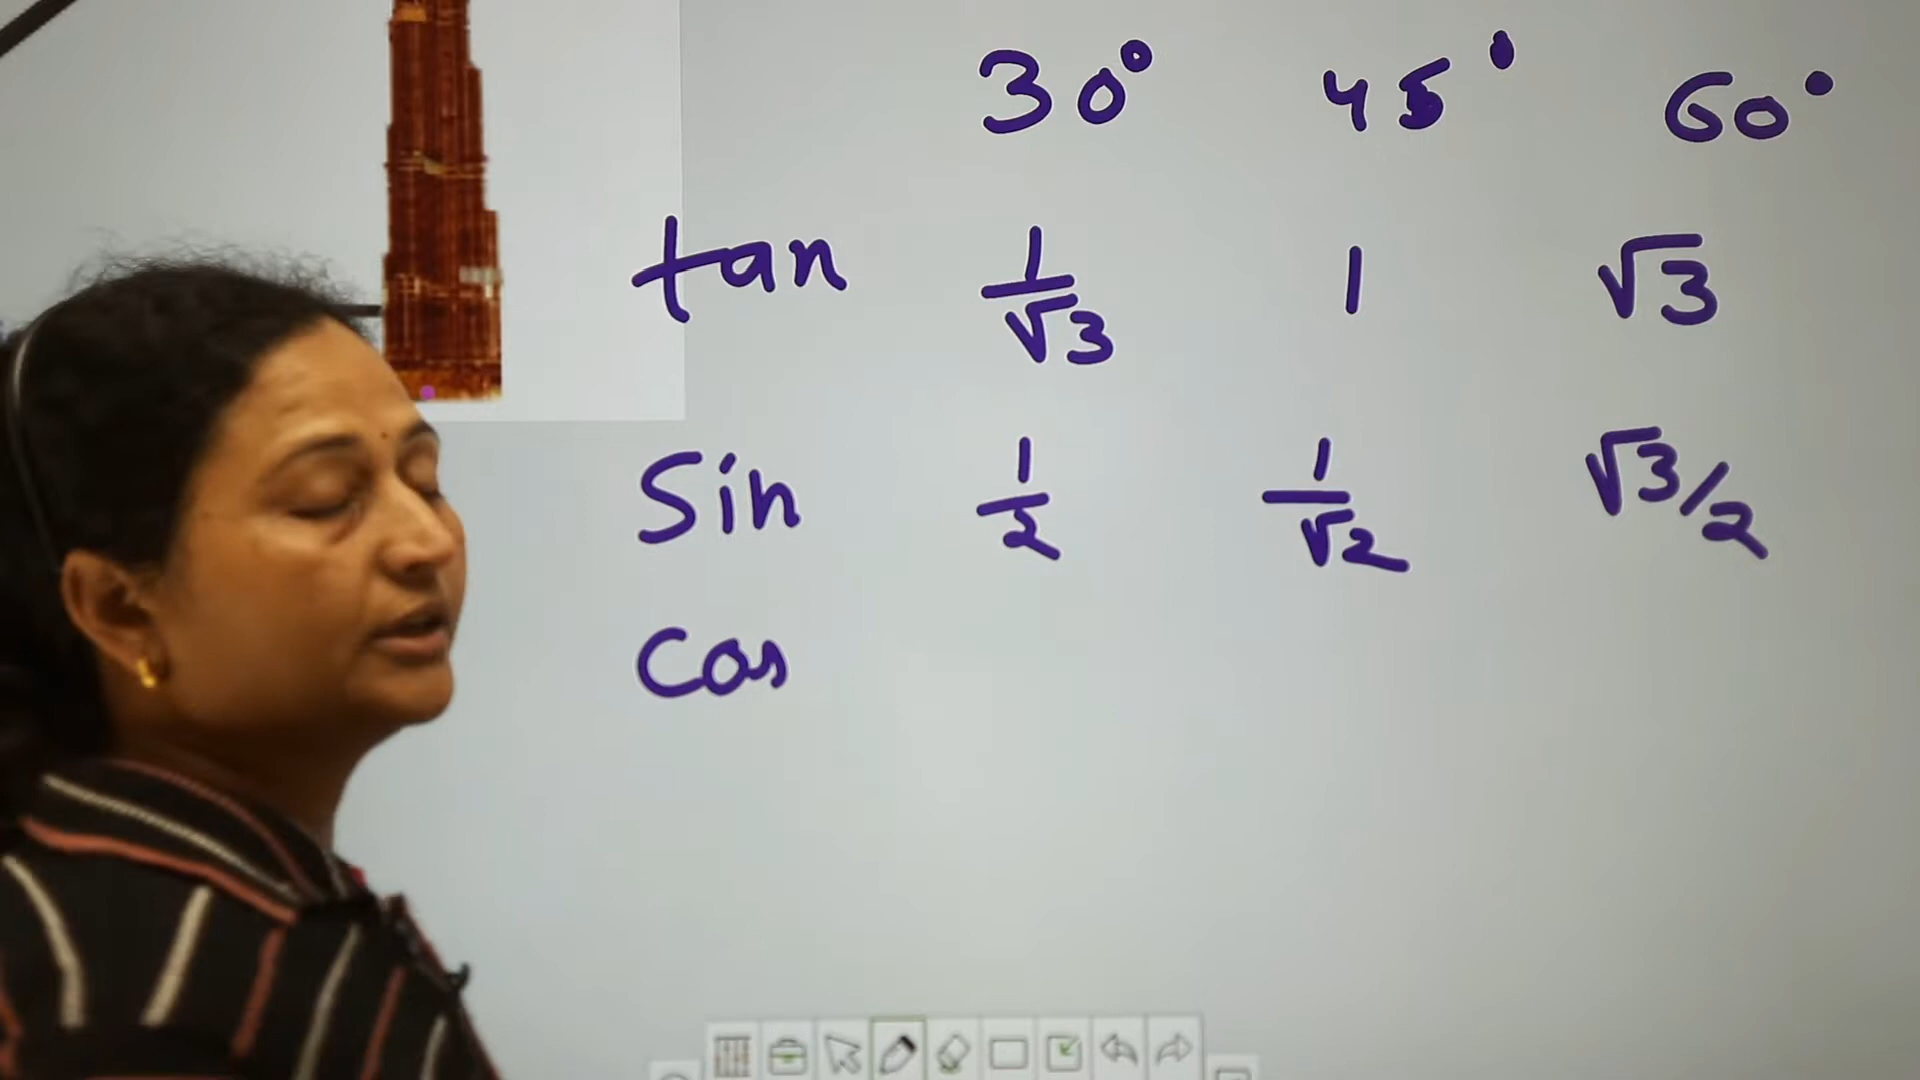 30° 45° 60°
tan 1/√3 1 √3
Sin 1/2 1/√2 √3/2
Cos